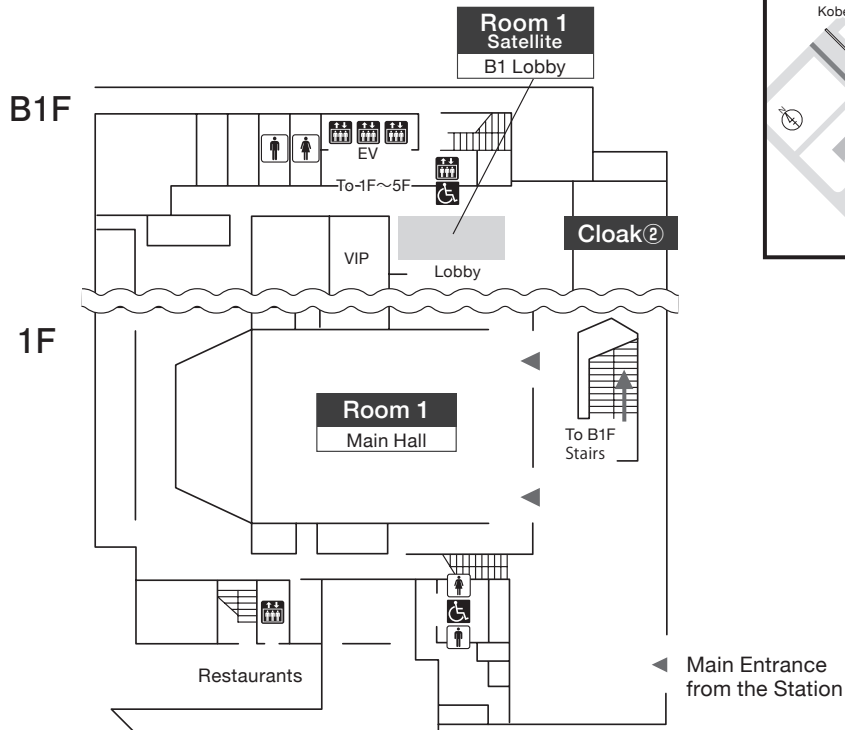 Room 1
Satellite
B1 Lobby
Kobe
B1F
EV
To 1F～5F
Cloak②
VIP
Lobby
1F
Room 1
Main Hall
To B1F
Stairs
Restaurants
Main Entrance
from the Station